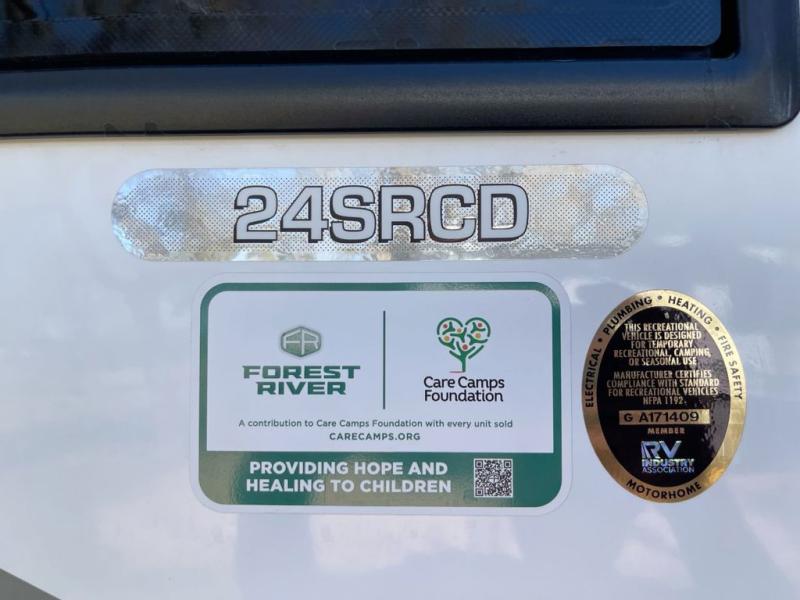 24SRCD
FR
FOREST
RIVER
Care Camps
Foundation
A contribution to Care Camps Foundation with every unit sold
CARECAMPS.ORG
PROVIDING HOPE AND
HEALING TO CHILDREN
ELECTRICAL • PLUMBING • HEATING • FIRE SAFETY
THIS RECREATIONAL
VEHICLE IS DESIGNED
FOR TEMPORARY
RECREATIONAL, CAMPING,
OR SEASONAL USE
MANUFACTURER CERTIFIES
COMPLIANCE WITH STANDARD
FOR RECREATIONAL VEHICLES
NFPA 1192.
G A171409
MEMBER
RV
INDUSTRY
ASSOCIATION
MOTORHOME